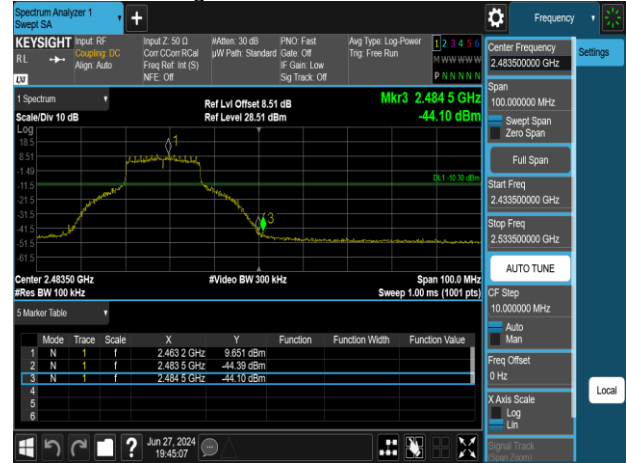 Spectrum Analyzer 1
Swept SA
+
Frequency
KEYSIGHT
RL
Input: RF
Coupling: DC
Align: Auto
Input Z: 50 Ω
Corr CCorr RCal
Freq Ref: Int (S)
NFE: Off
#Atten: 30 dB
µW Path: Standard
PNO: Fast
Gate: Off
IF Gain: Low
Sig Track: Off
Avg Type: Log-Power
Trig: Free Run
1 2 3 4 5 6
M W W W W W
P N N N N N
LXI
1 Spectrum
Scale/Div 10 dB
Ref Lvl Offset 8.51 dB
Ref Level 28.51 dBm
Mkr3 2.484 5 GHz
-44.10 dBm
Log
18.5
8.51
-1.49
-11.5
-21.5
-31.5
-41.5
-51.5
-61.5
1
3
DL1 -10.30 dBm
Center 2.48350 GHz
#Res BW 100 kHz
#Video BW 300 kHz
Span 100.0 MHz
Sweep 1.00 ms (1001 pts)
5 Marker Table
Mode Trace Scale X Y Function Function Width Function Value
1 N 1 f 2.463 2 GHz 9.651 dBm
2 N 1 f 2.483 5 GHz -44.39 dBm
3 N 1 f 2.484 5 GHz -44.10 dBm
4
5
6
?
Jun 27, 2024
19:45:07
Center Frequency
2.483500000 GHz
Settings
Span
100.000000 MHz
Swept Span
Zero Span
Full Span
Start Freq
2.433500000 GHz
Stop Freq
2.533500000 GHz
AUTO TUNE
CF Step
10.000000 MHz
Auto
Man
Freq Offset
0 Hz
X Axis Scale
Log
Lin
Local
Signal Track
(Span Zoom)